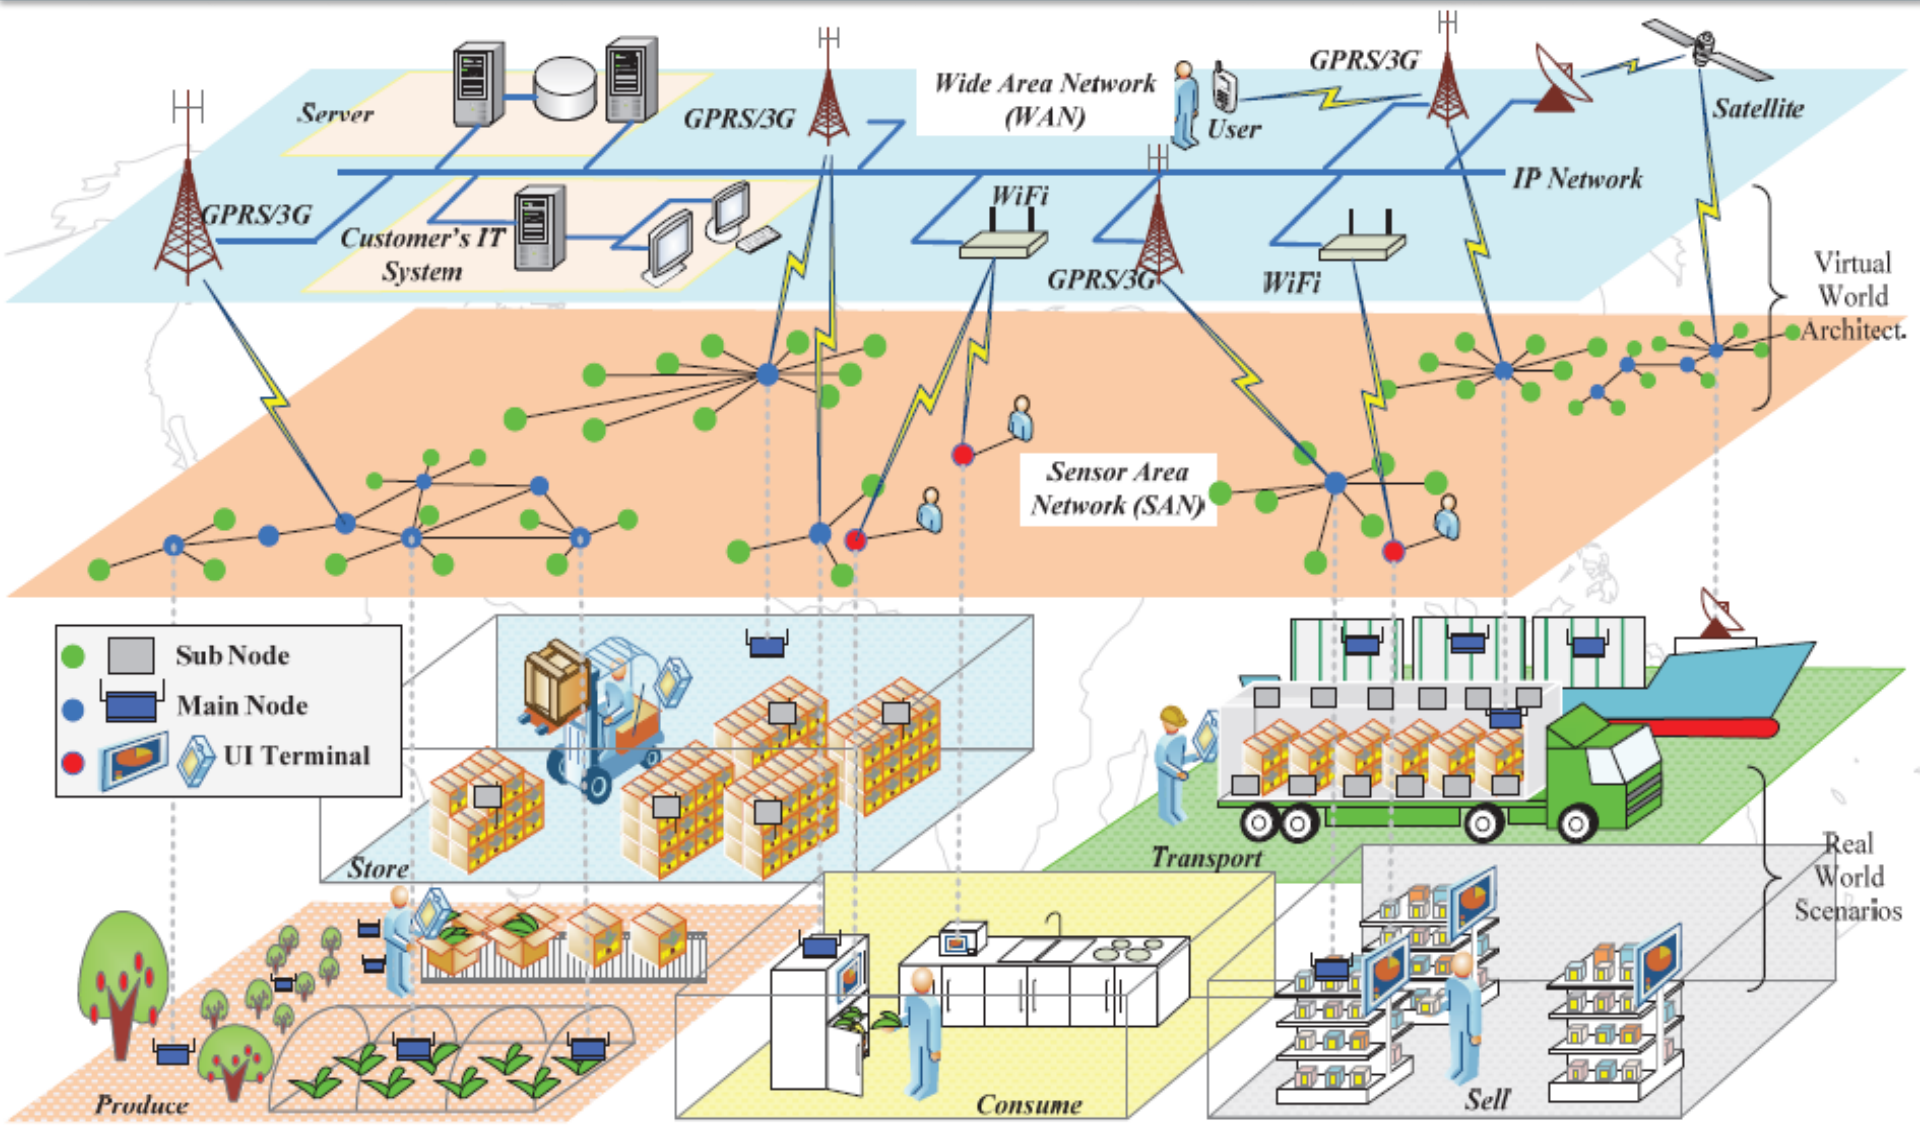 GPRS/3G
Wide Area Network
(WAN)
Server
GPRS/3G
User
Satellite
IP Network
WiFi
GPRS/3G
Customer's IT
System
GPRS/3G
WiFi
Virtual
World
Architect.
Sensor Area
Network (SAN)
Sub Node
Main Node
UI Terminal
Store
Transport
Real
World
Scenarios
Produce
Consume
Sell